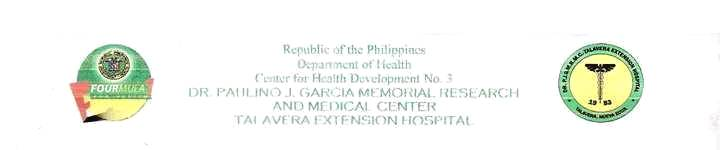 Republic of the Philippines
Department of Health
Center for Health Development No. 3
DR. PAULINO J. GARCIA MEMORIAL RESEARCH
AND MEDICAL CENTER
TALAVERA EXTENSION HOSPITAL
FOURMULA
DR. P.J.G.M.R.M.C.-TALAVERA EXTENSION HOSPITAL
19 93
TALAVERA, NUEVA ECIJA